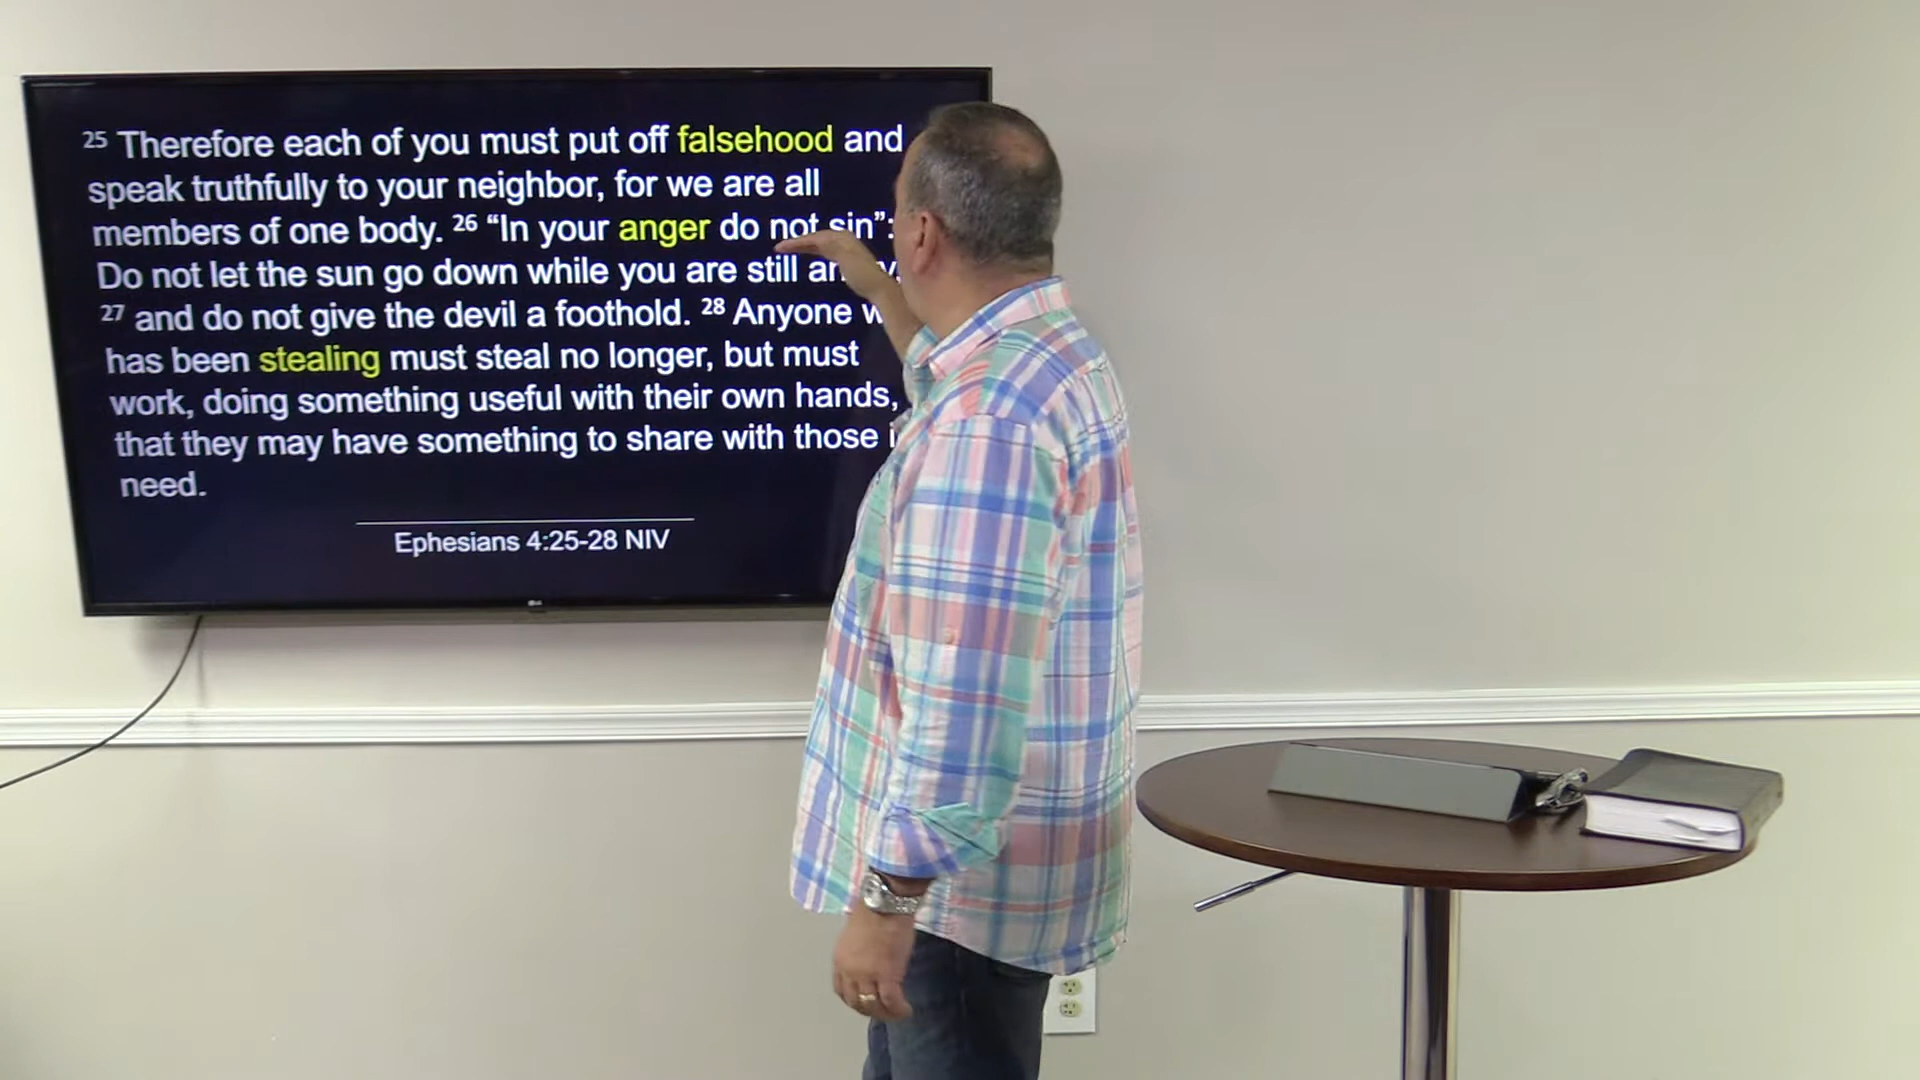 25 Therefore each of you must put off falsehood and
speak truthfully to your neighbor, for we are all
members of one body. 26 “In your anger do not sin”:
Do not let the sun go down while you are still
27 and do not give the devil a foothold. 28 Anyone
has been stealing must steal no longer, but must
work, doing something useful with their own hands,
that they may have something to share with those
need.
Ephesians 4:25-28 NIV
LG